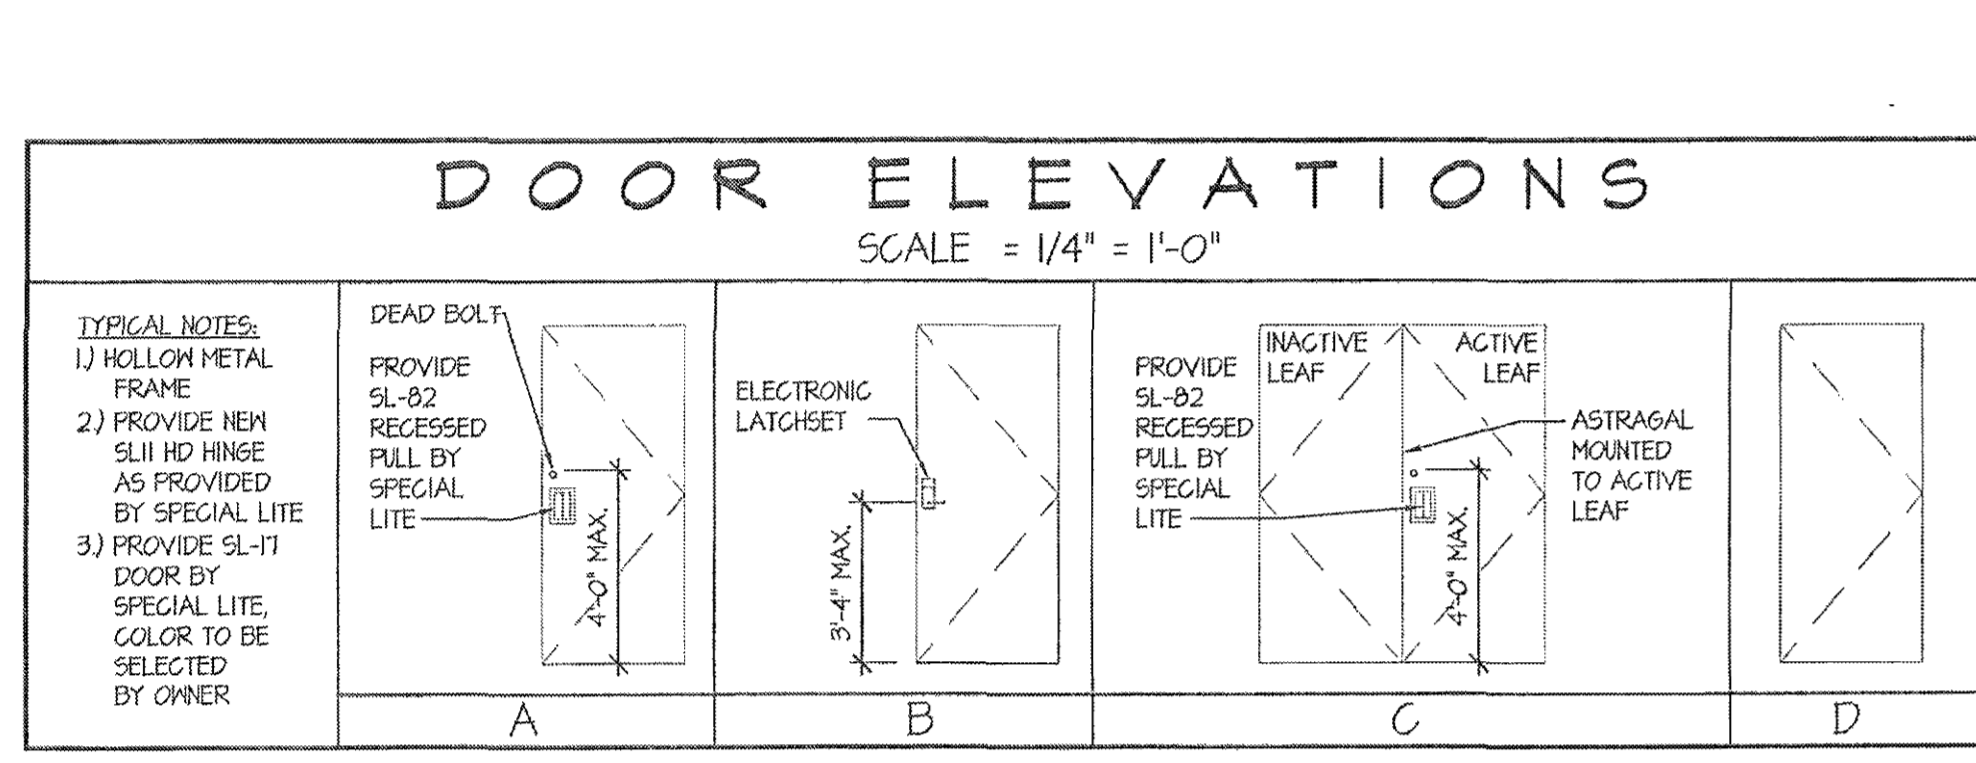 DOOR ELEVATIONS
SCALE = 1/4" = 1'-0"
TYPICAL NOTES:
1.) HOLLOW METAL
FRAME
2.) PROVIDE NEW
SL11 HD HINGE
AS PROVIDED
BY SPECIAL LITE
3.) PROVIDE SL-17
DOOR BY
SPECIAL LITE,
COLOR TO BE
SELECTED
BY OWNER
DEAD BOLT
PROVIDE
SL-82
RECESSED
PULL BY
SPECIAL
LITE
4'-0" MAX.
A
ELECTRONIC
LATCHSET
3'-4" MAX.
B
PROVIDE
SL-82
RECESSED
PULL BY
SPECIAL
LITE
INACTIVE
LEAF
ACTIVE
LEAF
4'-0" MAX.
ASTRAGAL
MOUNTED
TO ACTIVE
LEAF
C
D